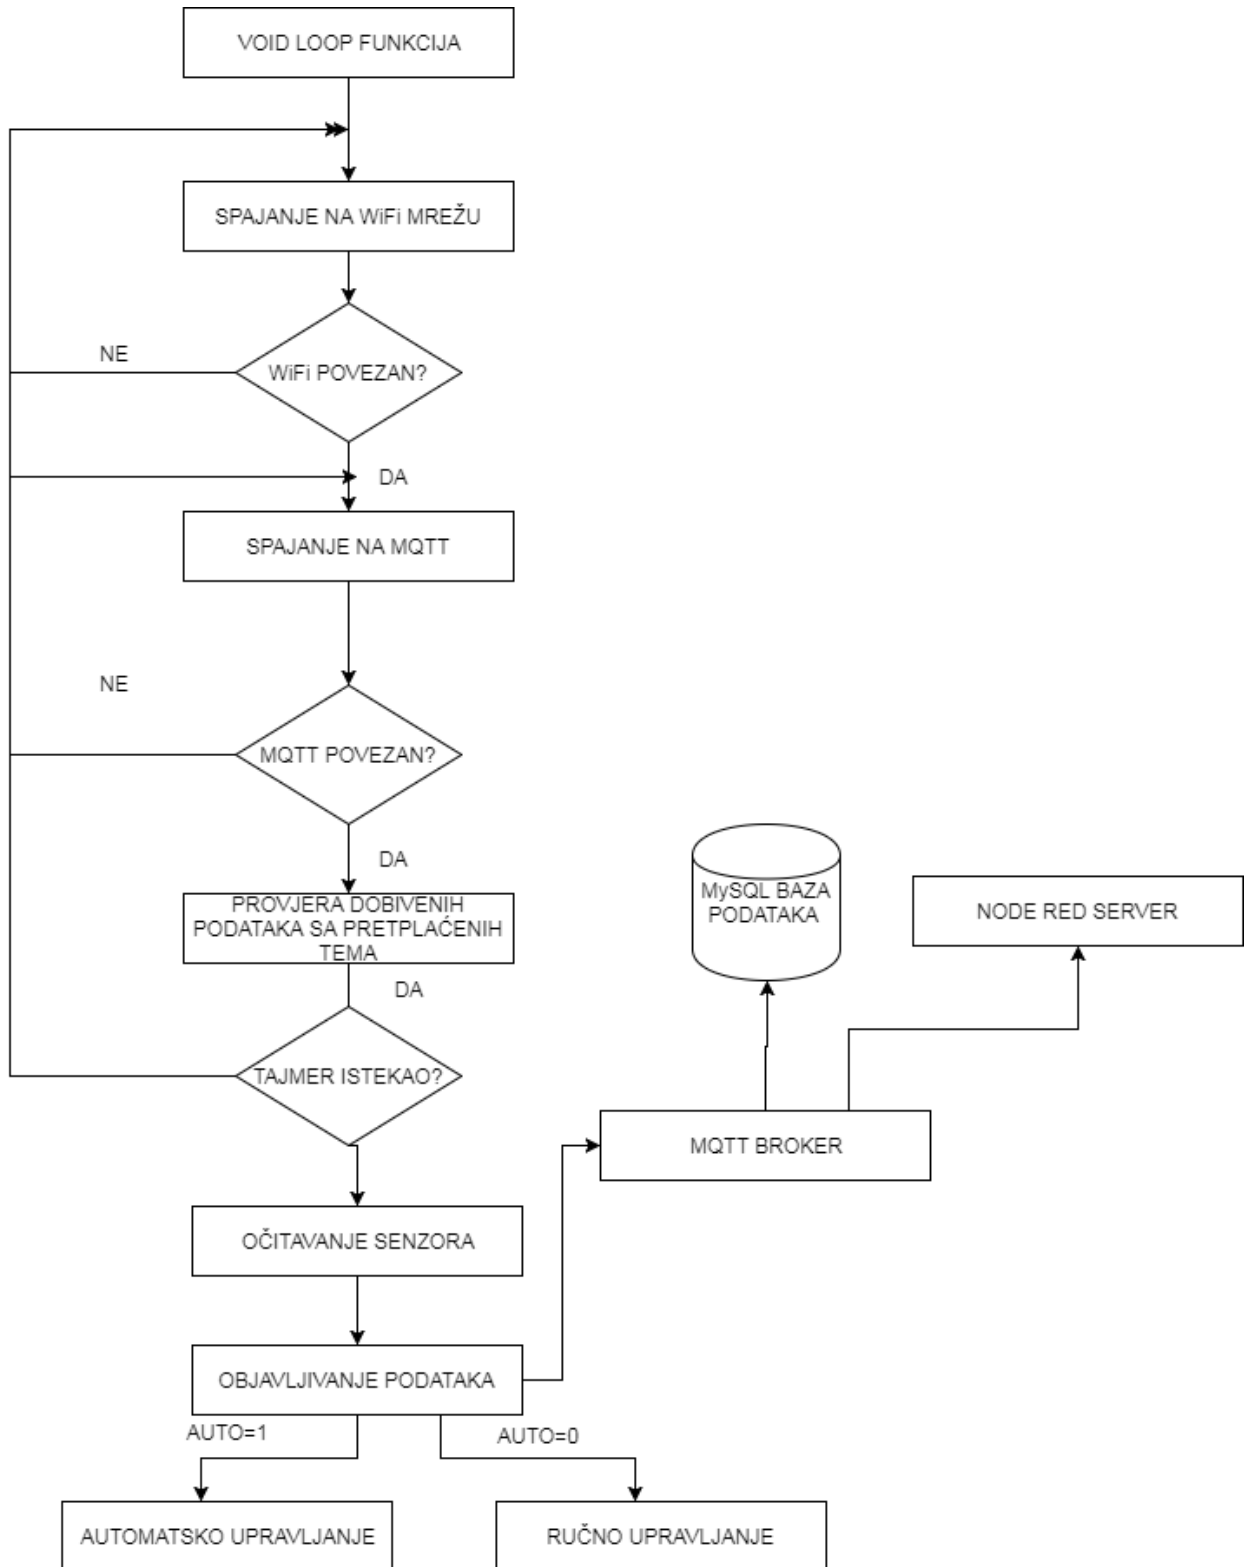 VOID LOOP FUNKCIJA
SPAJANJE NA WiFi MREŽU
NE
WiFi POVEZAN?
DA
SPAJANJE NA MQTT
NE
MQTT POVEZAN?
DA
PROVJERA DOBIVENIH
PODATAKA SA PRETPLAĆENIH
TEMA
DA
TAJMER ISTEKAO?
MySQL BAZA
PODATAKA
NODE RED SERVER
MQTT BROKER
OČITAVANJE SENZORA
OBJAVLJIVANJE PODATAKA
AUTO=1
AUTO=0
AUTOMATSKO UPRAVLJANJE
RUČNO UPRAVLJANJE